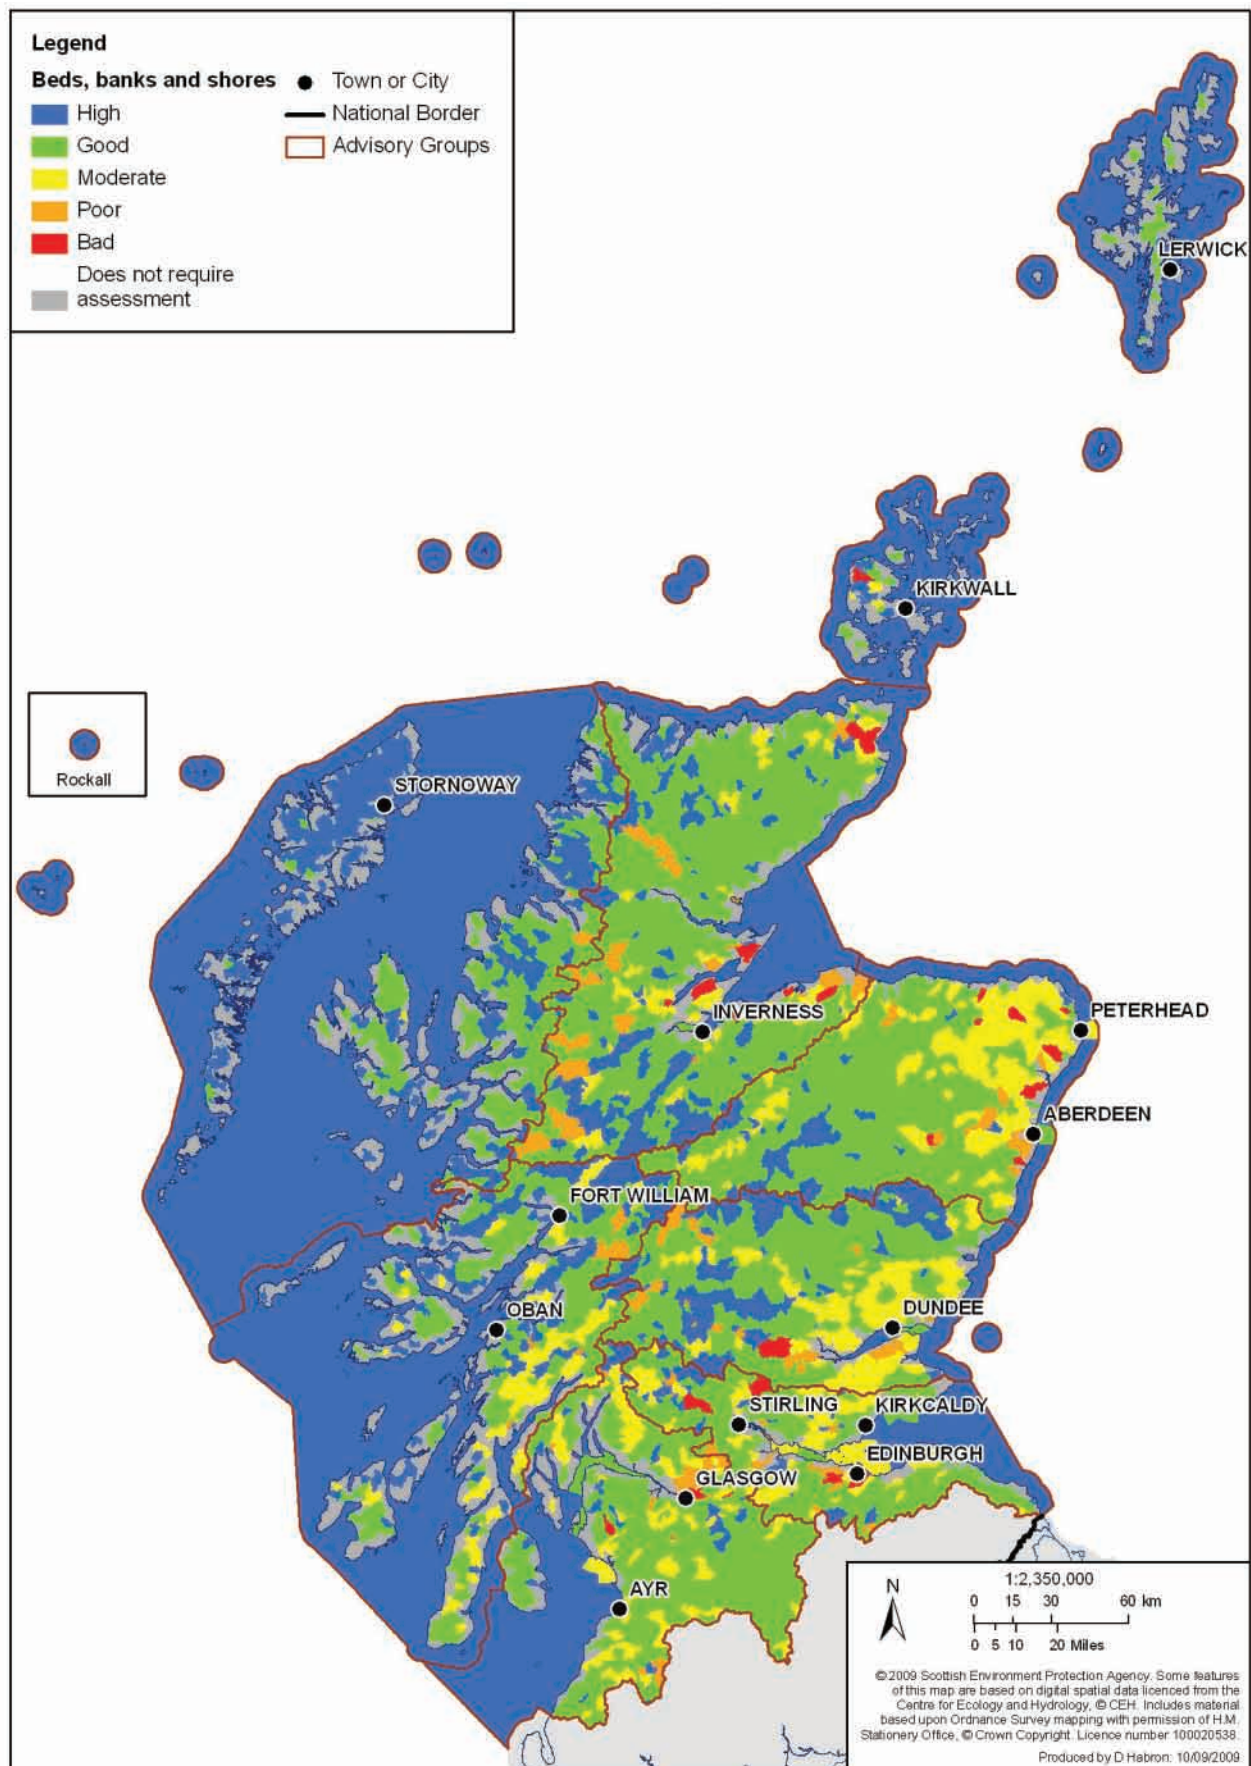 Legend
Beds, banks and shores
High
Good
Moderate
Poor
Bad
Does not require
assessment
Town or City
National Border
Advisory Groups
LERWICK
KIRKWALL
Rockall
STORNOWAY
INVERNESS
PETERHEAD
ABERDEEN
FORT WILLIAM
OBAN
DUNDEE
STIRLING
KIRKCALDY
EDINBURGH
GLASGOW
AYR
N
1:2,350,000
0 15 30 60 km
0 5 10 20 Miles
© 2009 Scottish Environment Protection Agency. Some features
of this map are based on digital spatial data licenced from the
Centre for Ecology and Hydrology, © CEH. Includes material
based upon Ordnance Survey mapping with permission of H.M.
Stationery Office, © Crown Copyright. Licence number 100020538.
Produced by D Habron: 10/09/2009